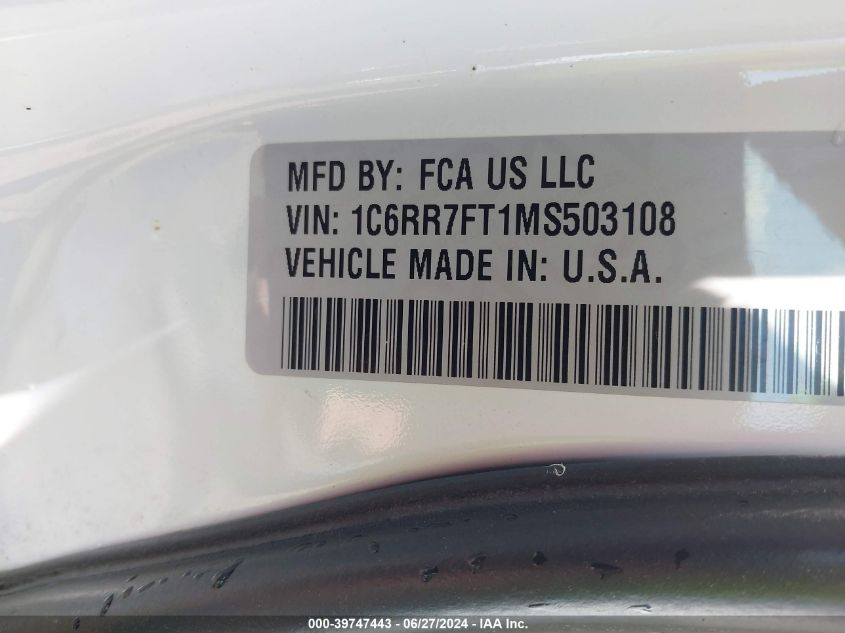 MFD BY: FCA US LLC
VIN: 1C6RR7FT1MS503108
VEHICLE MADE IN: U.S.A.
000-39747443 - 06/27/2024 - IAA Inc.